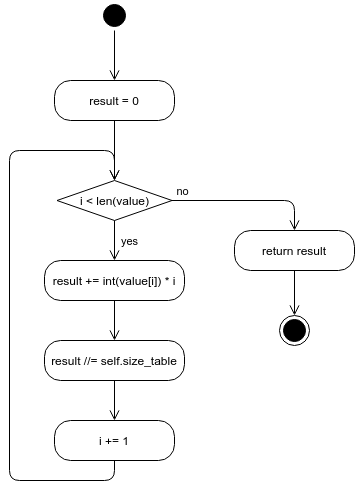 result = 0
i < len(value)
no
yes
return result
result += int(value[i]) * i
result //= self.size_table
i += 1